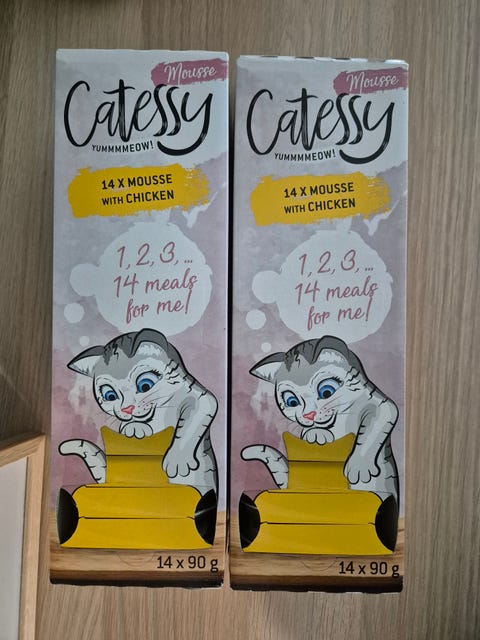 Mousse
Catessy
YUMMMMEOW!
14 X MOUSSE
WITH CHICKEN
1, 2, 3, ...
14 meals
for me!
14 x 90 g
Mousse
Catessy
YUMMMMEOW!
14 X MOUSSE
WITH CHICKEN
1, 2, 3, ...
14 meals
for me!
14 x 90 g